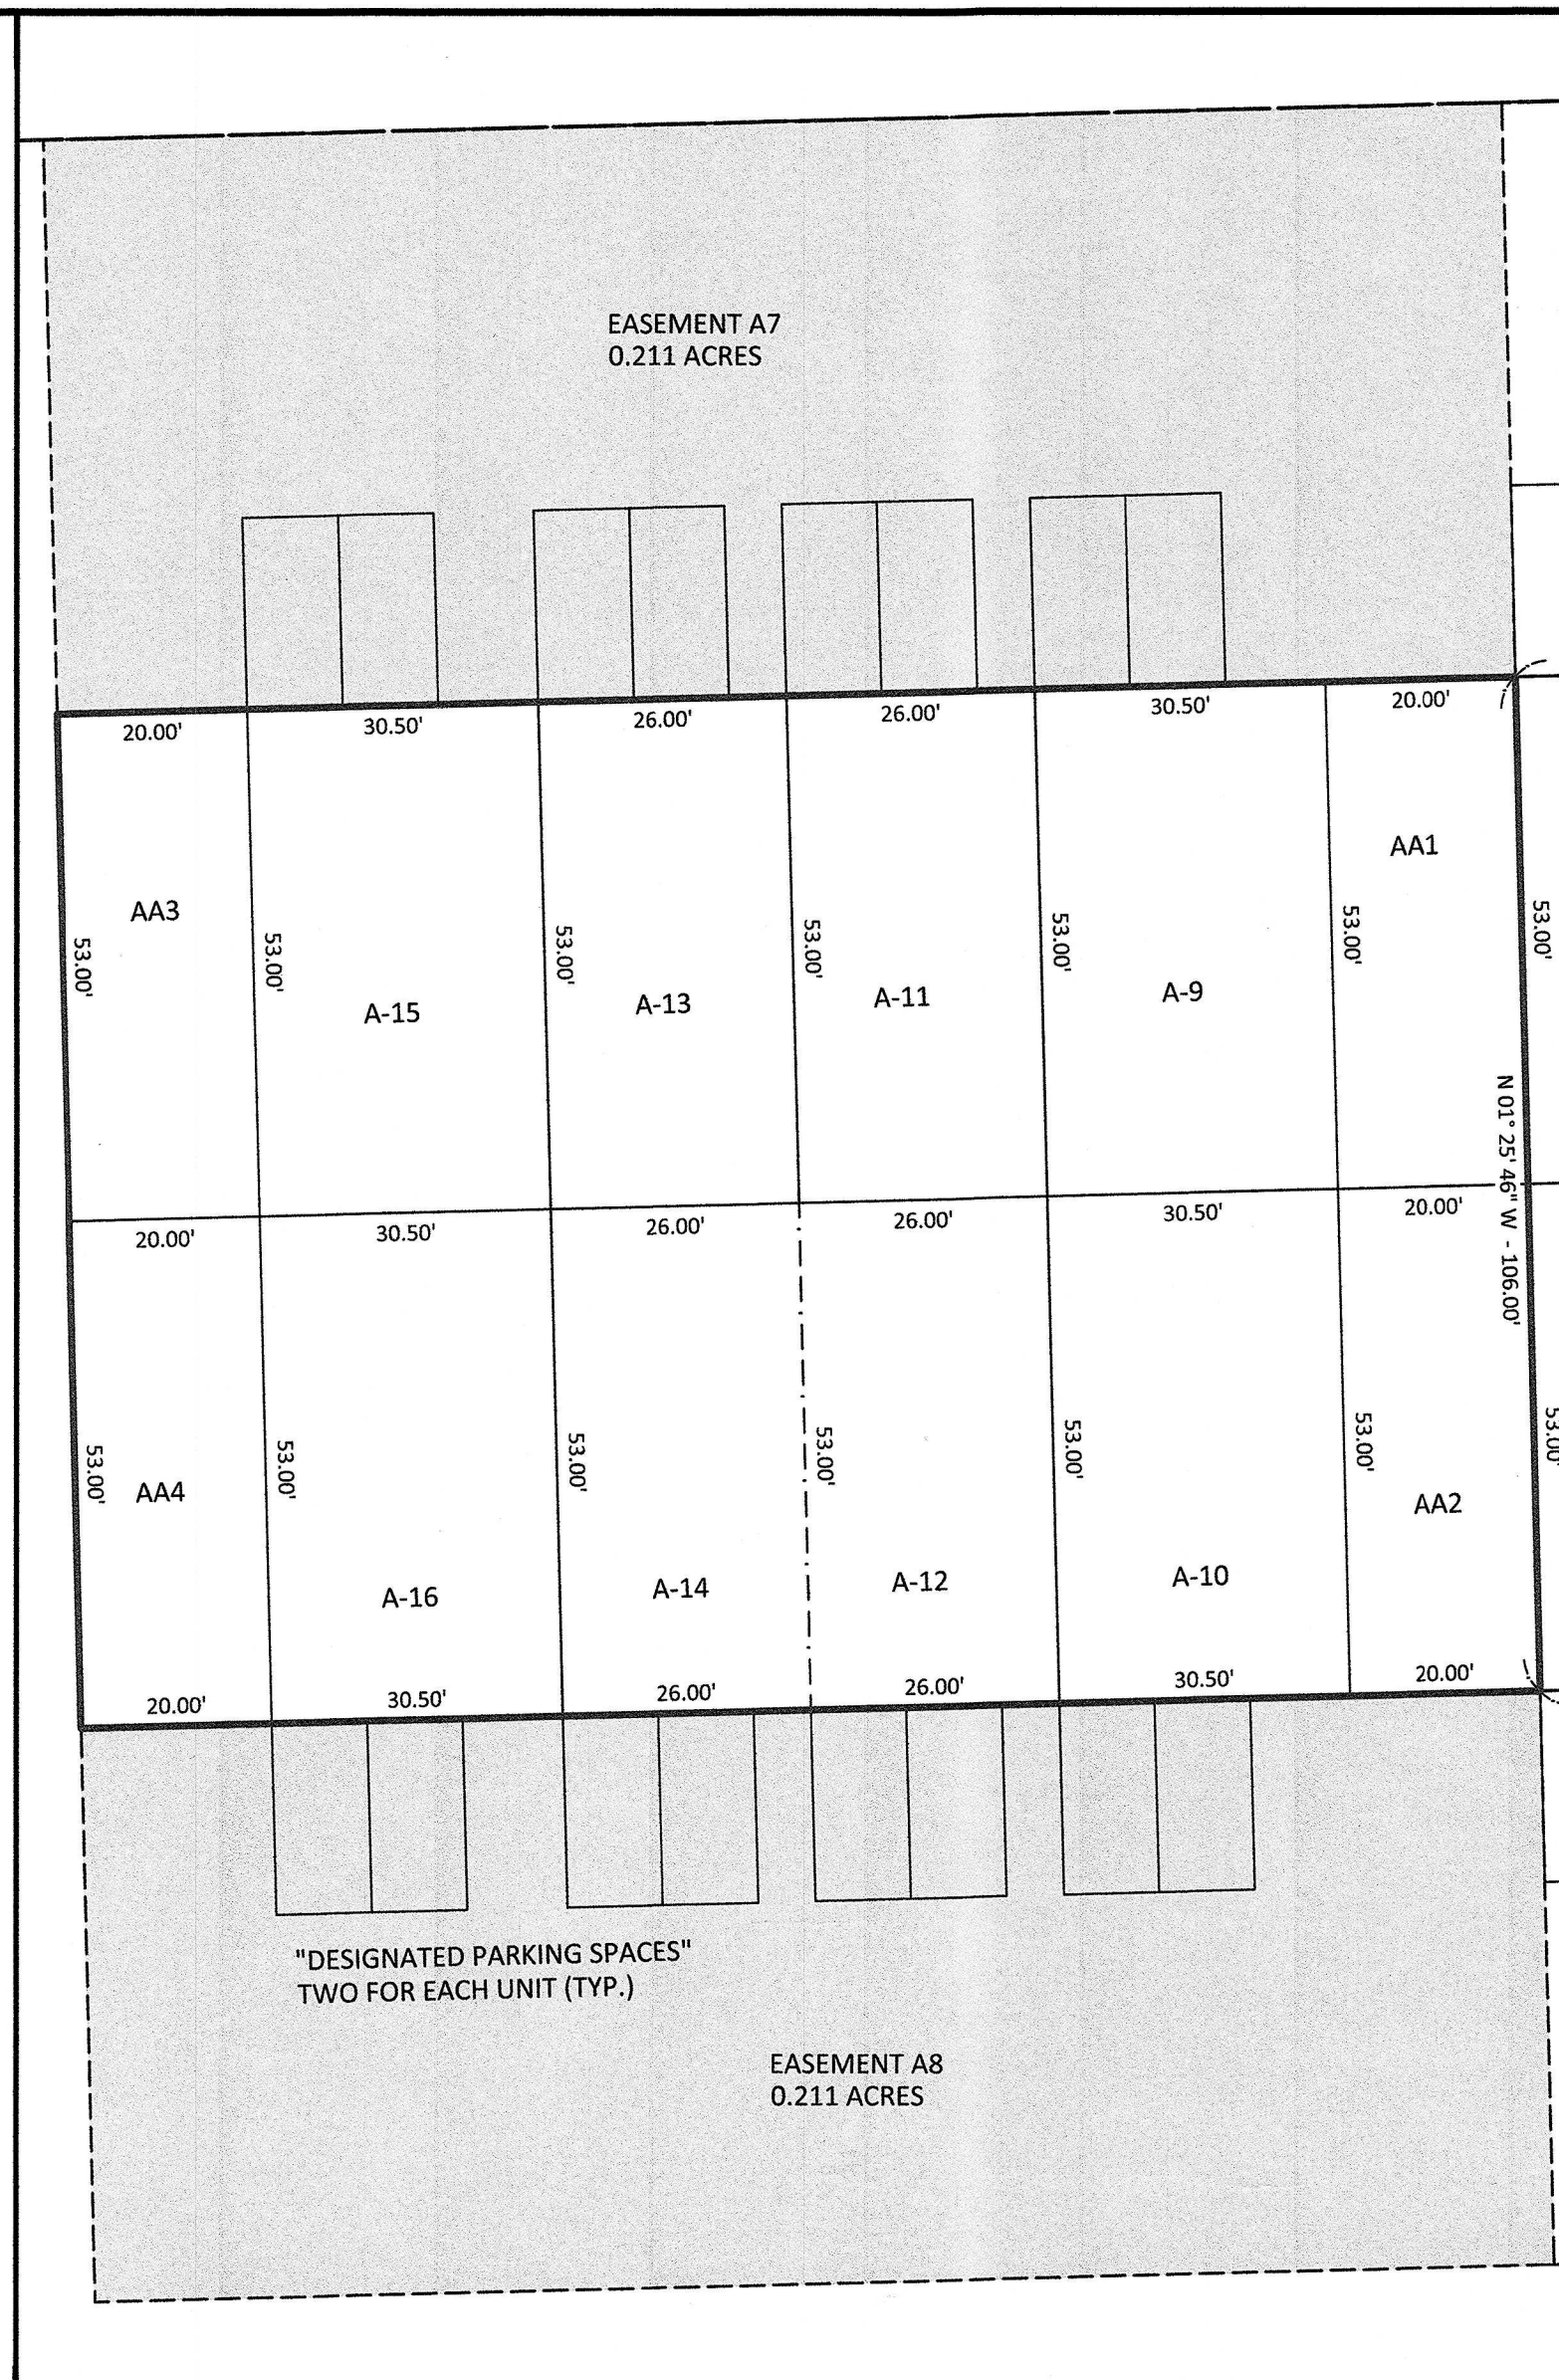 EASEMENT A7
0.211 ACRES
20.00'
30.50'
26.00'
26.00'
30.50'
20.00'
AA3
A-15
A-13
A-11
A-9
AA1
53.00'
53.00'
53.00'
53.00'
53.00'
53.00'
53.00'
N 01° 25' 46" W - 106.00'
20.00'
30.50'
26.00'
26.00'
30.50'
20.00'
53.00'
53.00'
53.00'
53.00'
53.00'
53.00'
53.00'
AA4
A-16
A-14
A-12
A-10
AA2
20.00'
30.50'
26.00'
26.00'
30.50'
20.00'
"DESIGNATED PARKING SPACES"
TWO FOR EACH UNIT (TYP.)
EASEMENT A8
0.211 ACRES